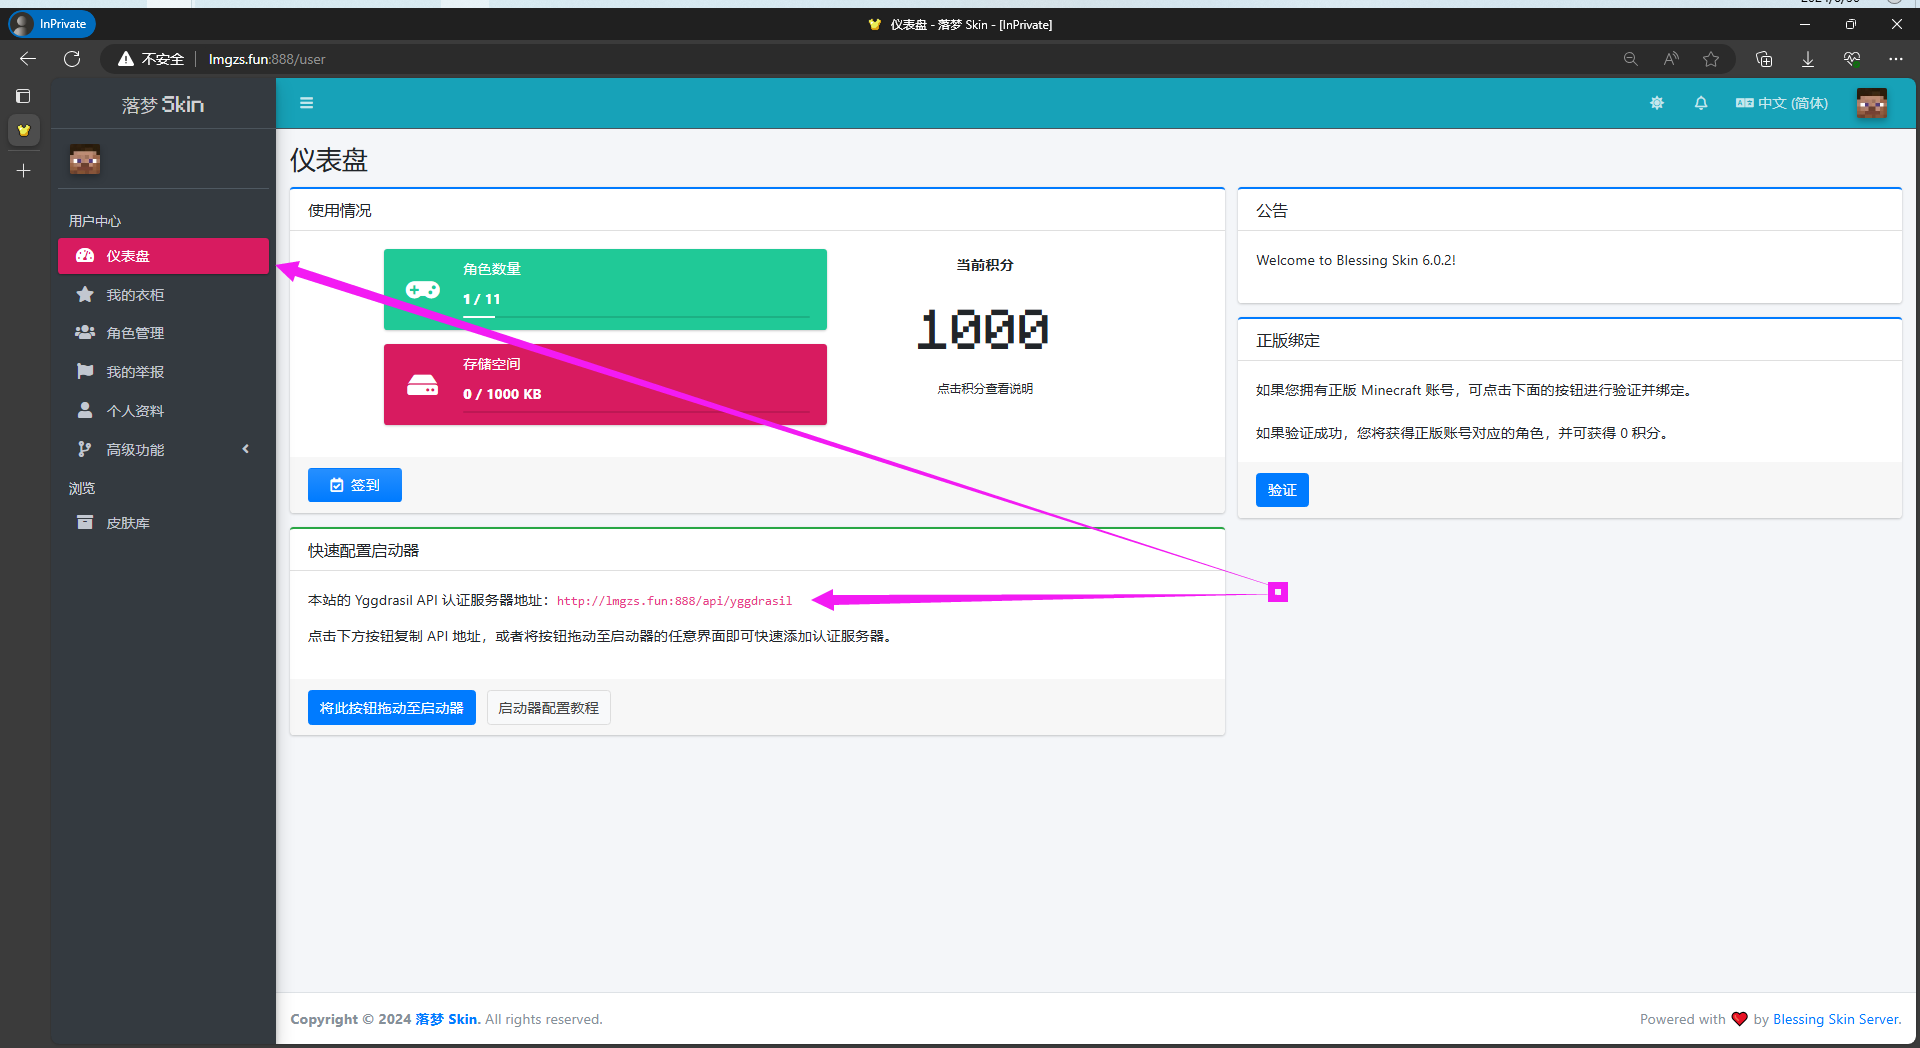 InPrivate
仪表盘 - 落梦 Skin - [InPrivate]
不安全
lmgzs.fun:888/user
落梦 Skin
中文 (简体)
用户中心
仪表盘
我的衣柜
角色管理
我的举报
个人资料
高级功能
浏览
皮肤库
仪表盘
使用情况
角色数量
1 / 11
存储空间
0 / 1000 KB
当前积分
1000
点击积分查看说明
签到
快速配置启动器
本站的 Yggdrasil API 认证服务器地址：http://lmgzs.fun:888/api/yggdrasil
点击下方按钮复制 API 地址，或者将按钮拖动至启动器的任意界面即可快速添加认证服务器。
将此按钮拖动至启动器
启动器配置教程
公告
Welcome to Blessing Skin 6.0.2!
正版绑定
如果您拥有正版 Minecraft 账号，可点击下面的按钮进行验证并绑定。
如果验证成功，您将获得正版账号对应的角色，并可获得 0 积分。
验证
Copyright © 2024 落梦 Skin. All rights reserved.
Powered with ❤ by Blessing Skin Server.